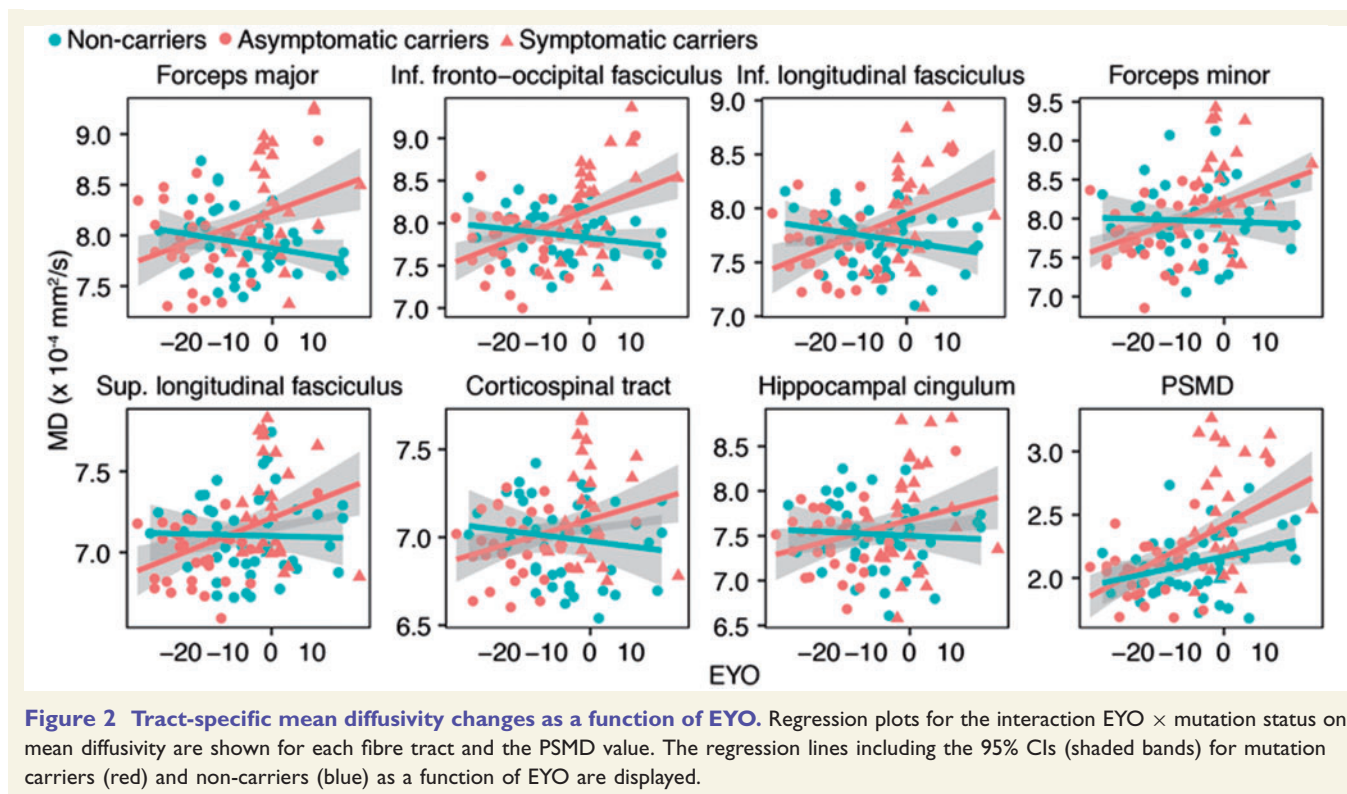 Non-carriers Asymptomatic carriers Symptomatic carriers
Forceps major Inf. fronto-occipital fasciculus Inf. longitudinal fasciculus Forceps minor
9.0 8.5 8.0 7.5
9.0 8.5 8.0 7.5 7.0
9.0 8.5 8.0 7.5 7.0
9.5 9.0 8.5 8.0 7.5 7.0
−20 −10 0 10 −20 −10 0 10 −20 −10 0 10 −20 −10 0 10
MD (x 10⁻⁴ mm²/s)
Sup. longitudinal fasciculus Corticospinal tract Hippocampal cingulum PSMD
7.5 7.0
7.5 7.0 6.5
8.5 8.0 7.5 7.0 6.5
3.0 2.5 2.0
−20 −10 0 10 −20 −10 0 10 −20 −10 0 10 −20 −10 0 10
EYO
Figure 2 Tract-specific mean diffusivity changes as a function of EYO. Regression plots for the interaction EYO × mutation status on
mean diffusivity are shown for each fibre tract and the PSMD value. The regression lines including the 95% CIs (shaded bands) for mutation
carriers (red) and non-carriers (blue) as a function of EYO are displayed.